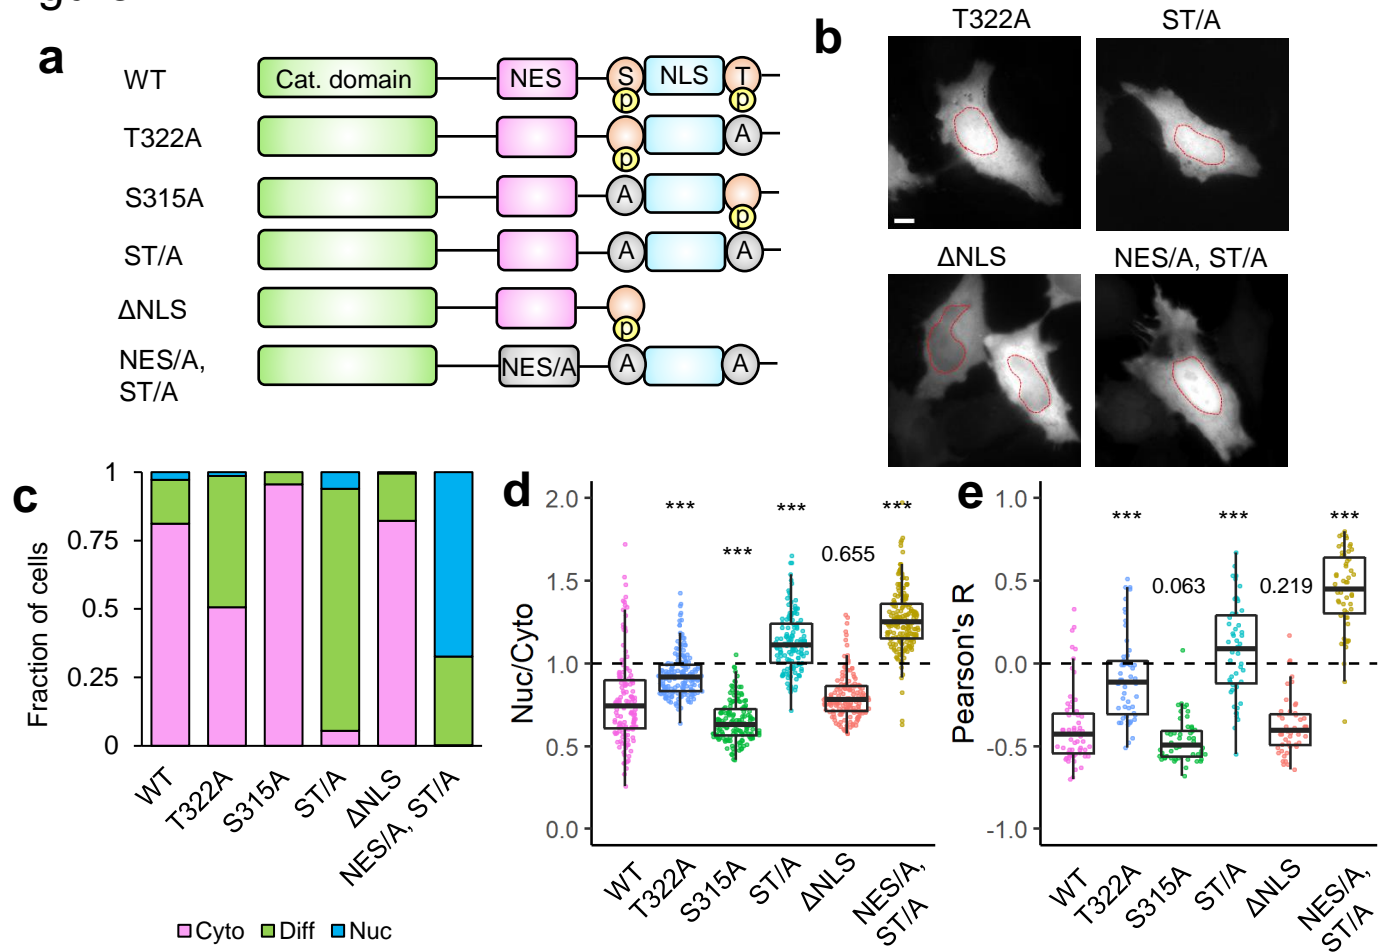 a
WT
Cat. domain
NES
S
p
NLS
T
p
T322A
p
A
S315A
A
p
ST/A
A
A
ΔNLS
p
NES/A,
ST/A
NES/A
A
A
b
T322A
ST/A
ΔNLS
NES/A, ST/A
c
Fraction of cells
1
0.75
0.5
0.25
0
WT
T322A
S315A
ST/A
ΔNLS
NES/A, ST/A
Cyto
Diff
Nuc
d
Nuc/Cyto
2.0
1.5
1.0
0.5
0.0
***
***
***
0.655
***
WT
T322A
S315A
ST/A
ΔNLS
NES/A,
ST/A
e
Pearson's R
1.0
0.5
0.0
-0.5
-1.0
***
0.063
***
0.219
***
WT
T322A
S315A
ST/A
ΔNLS
NES/A,
ST/A